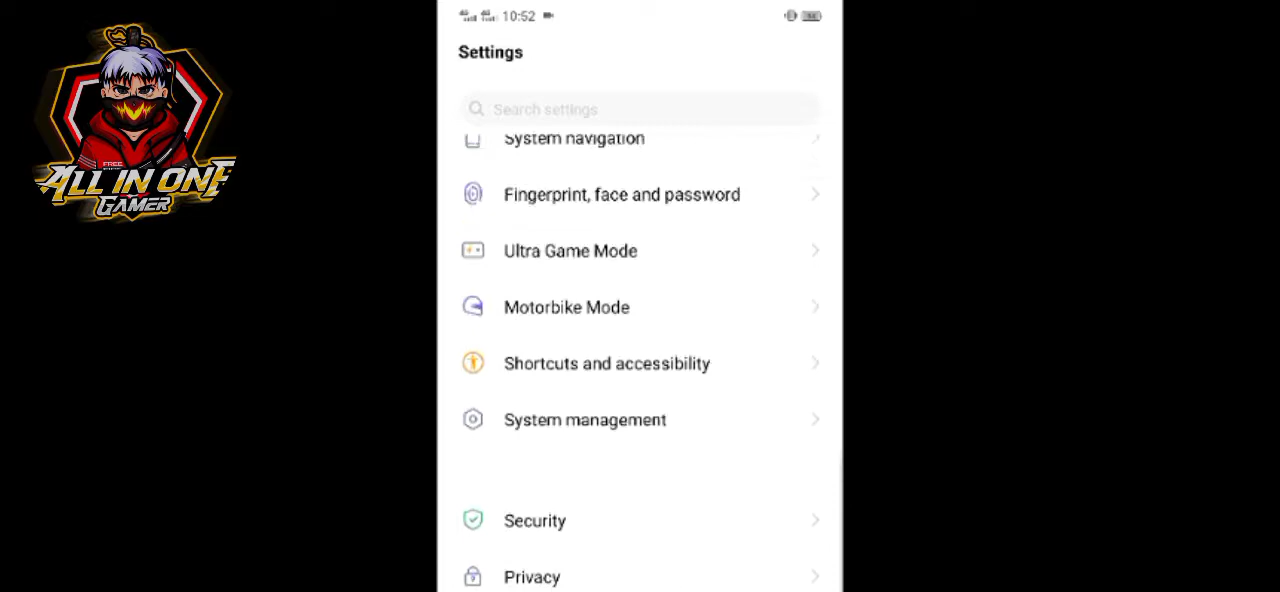 10:52
Settings
Search settings
System navigation
Fingerprint, face and password
Ultra Game Mode
Motorbike Mode
Shortcuts and accessibility
System management
Security
Privacy
FREE
ALL IN ONE
GAMER